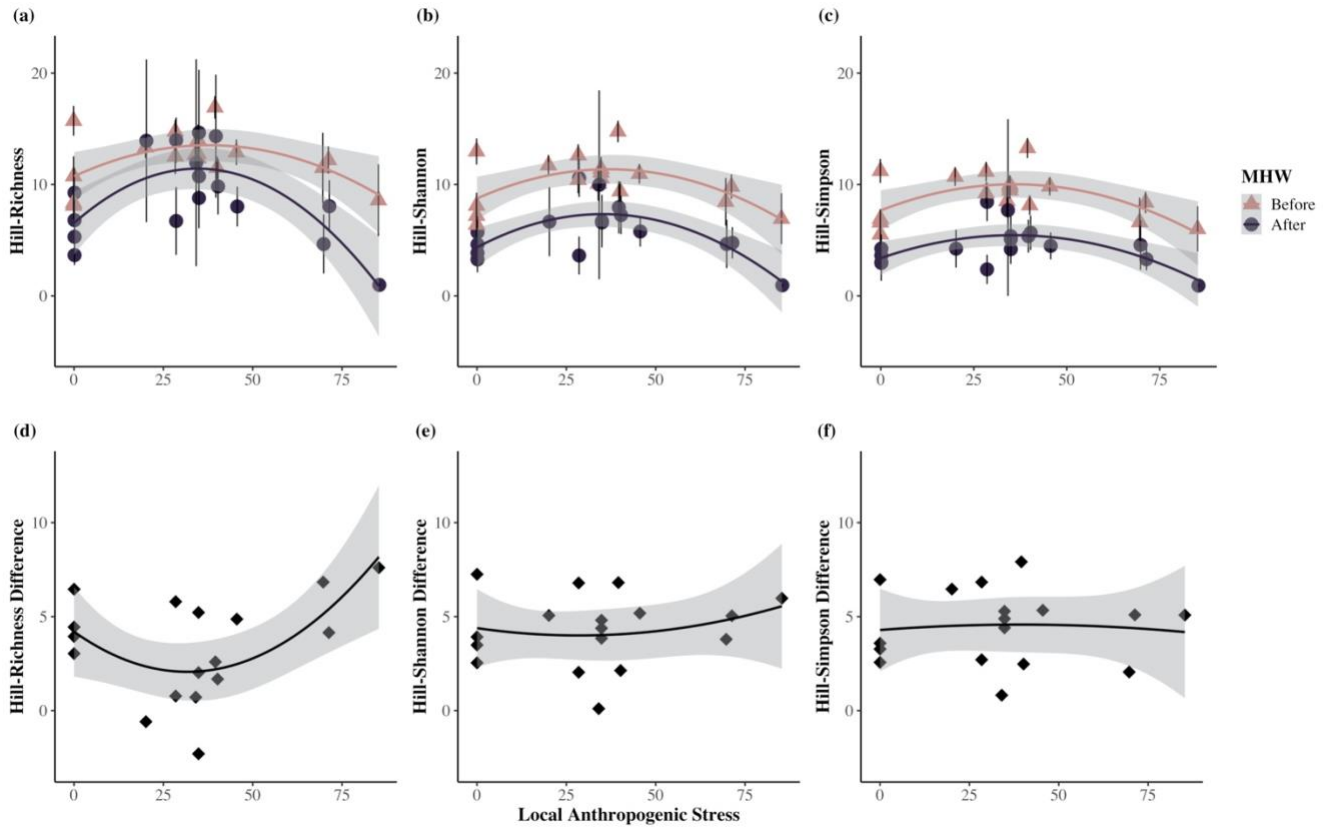 (a)
(b)
(c)
Hill-Richness
20
10
0
0
25
50
75
Hill-Shannon
20
10
0
0
25
50
75
Hill-Simpson
20
10
0
0
25
50
75
MHW
Before
After
(d)
(e)
(f)
Hill-Richness Difference
10
5
0
0
25
50
75
Hill-Shannon Difference
10
5
0
0
25
50
75
Hill-Simpson Difference
10
5
0
0
25
50
75
Local Anthropogenic Stress